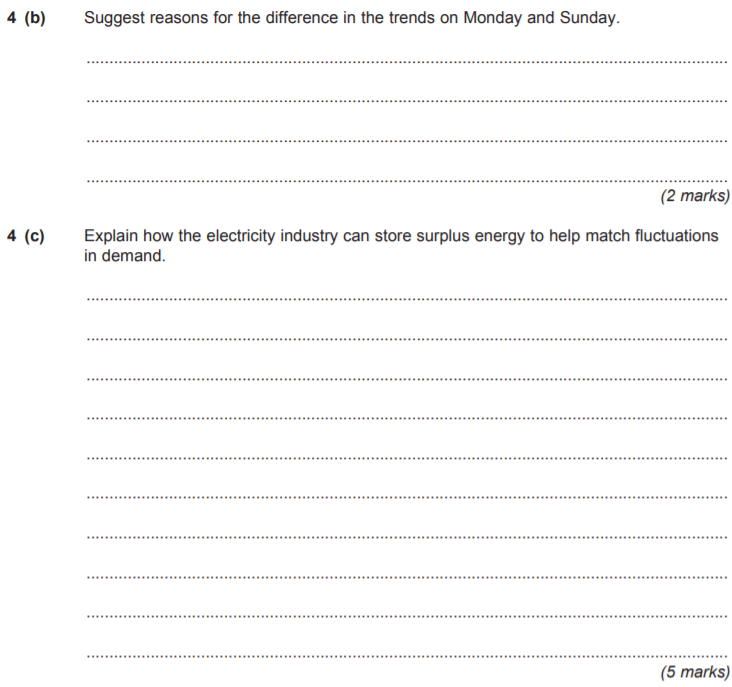 4 (b) Suggest reasons for the difference in the trends on Monday and Sunday.
(2 marks)
4 (c) Explain how the electricity industry can store surplus energy to help match fluctuations
in demand.
(5 marks)